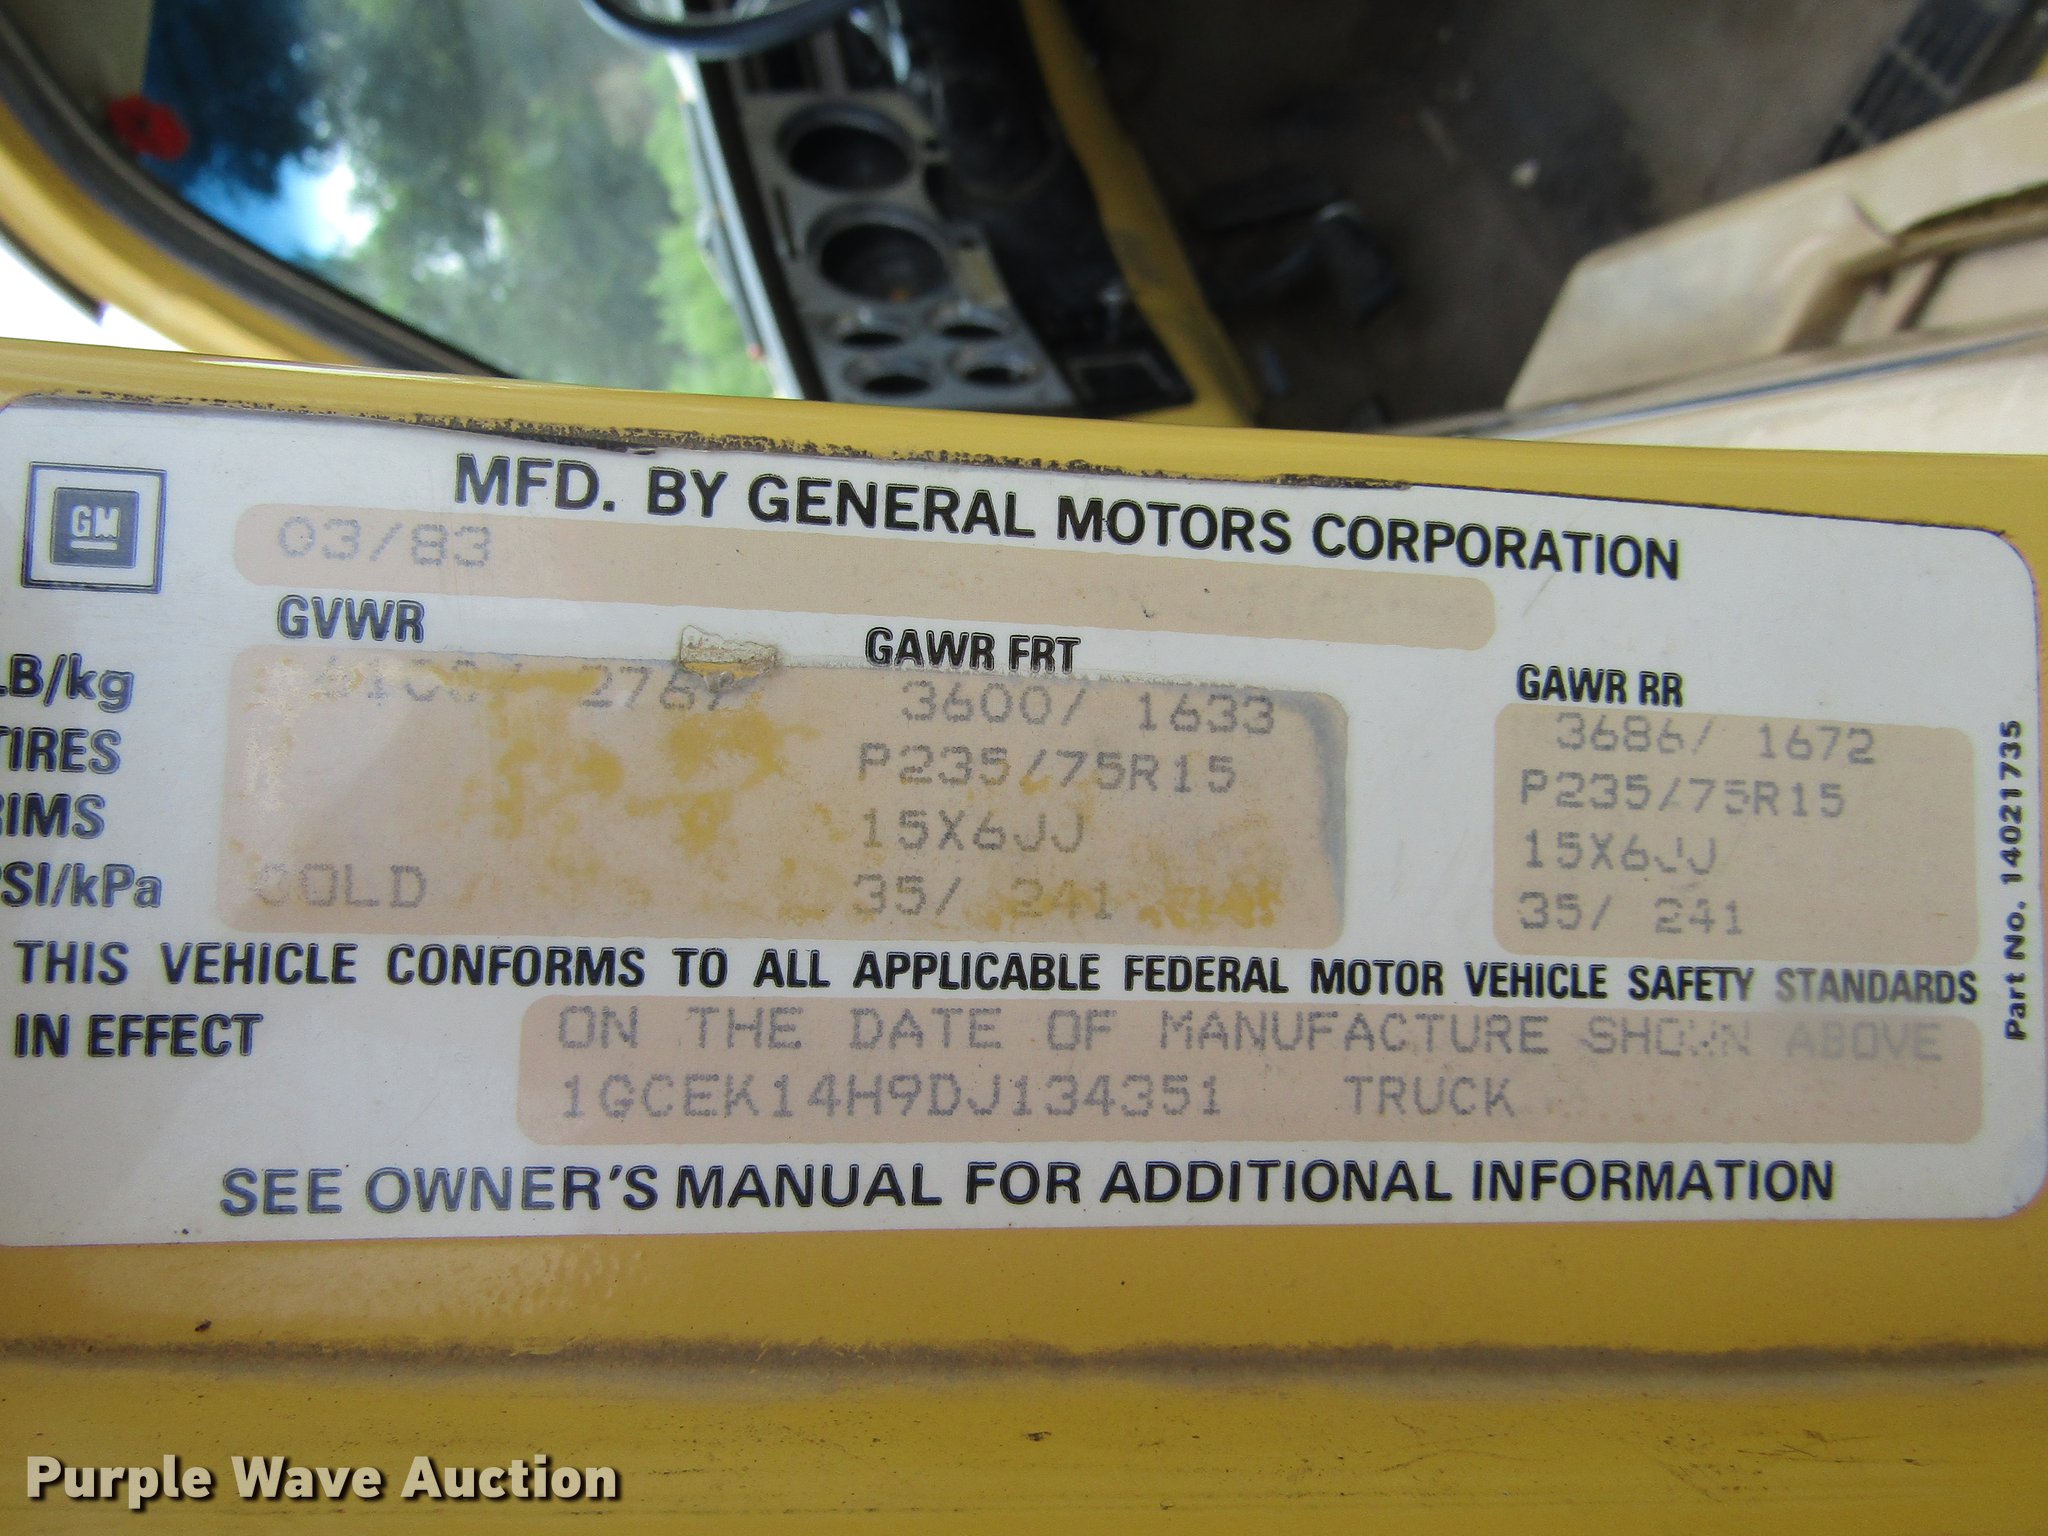 GM
MFD. BY GENERAL MOTORS CORPORATION
03/83
GVWR GAWR FRT GAWR RR
LB/kg 6100/ 2767 3600/ 1633 3686/ 1672
TIRES P235/75R15 P235/75R15
RIMS 15X6JJ 15X6JJ
PSI/kPa COLD 35/ 241 35/ 241
THIS VEHICLE CONFORMS TO ALL APPLICABLE FEDERAL MOTOR VEHICLE SAFETY STANDARDS
IN EFFECT ON THE DATE OF MANUFACTURE SHOWN ABOVE
1GCEK14H9DJ134351 TRUCK
SEE OWNER'S MANUAL FOR ADDITIONAL INFORMATION
Part No. 14021735
Purple Wave Auction